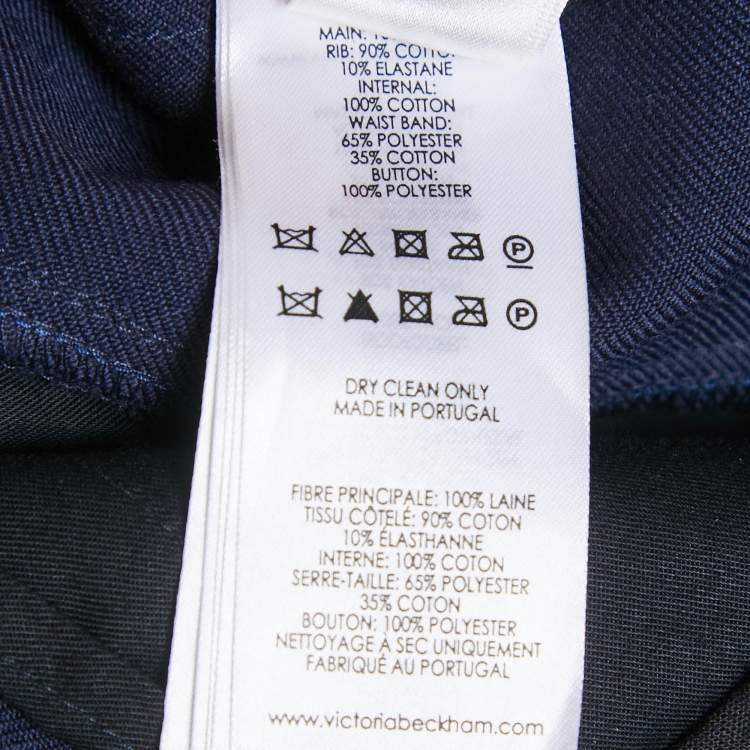 MAIN:
RIB: 90% COTTON
10% ELASTANE
INTERNAL:
100% COTTON
WAIST BAND:
65% POLYESTER
35% COTTON
BUTTON:
100% POLYESTER
P
P
DRY CLEAN ONLY
MADE IN PORTUGAL
FIBRE PRINCIPALE: 100% LAINE
TISSU CÔTELÉ: 90% COTON
10% ÉLASTHANNE
INTERNE: 100% COTON
SERRE-TAILLE: 65% POLYESTER
35% COTON
BOUTON: 100% POLYESTER
NETTOYAGE À SEC UNIQUEMENT
FABRIQUÉ AU PORTUGAL
www.victoriabeckham.com